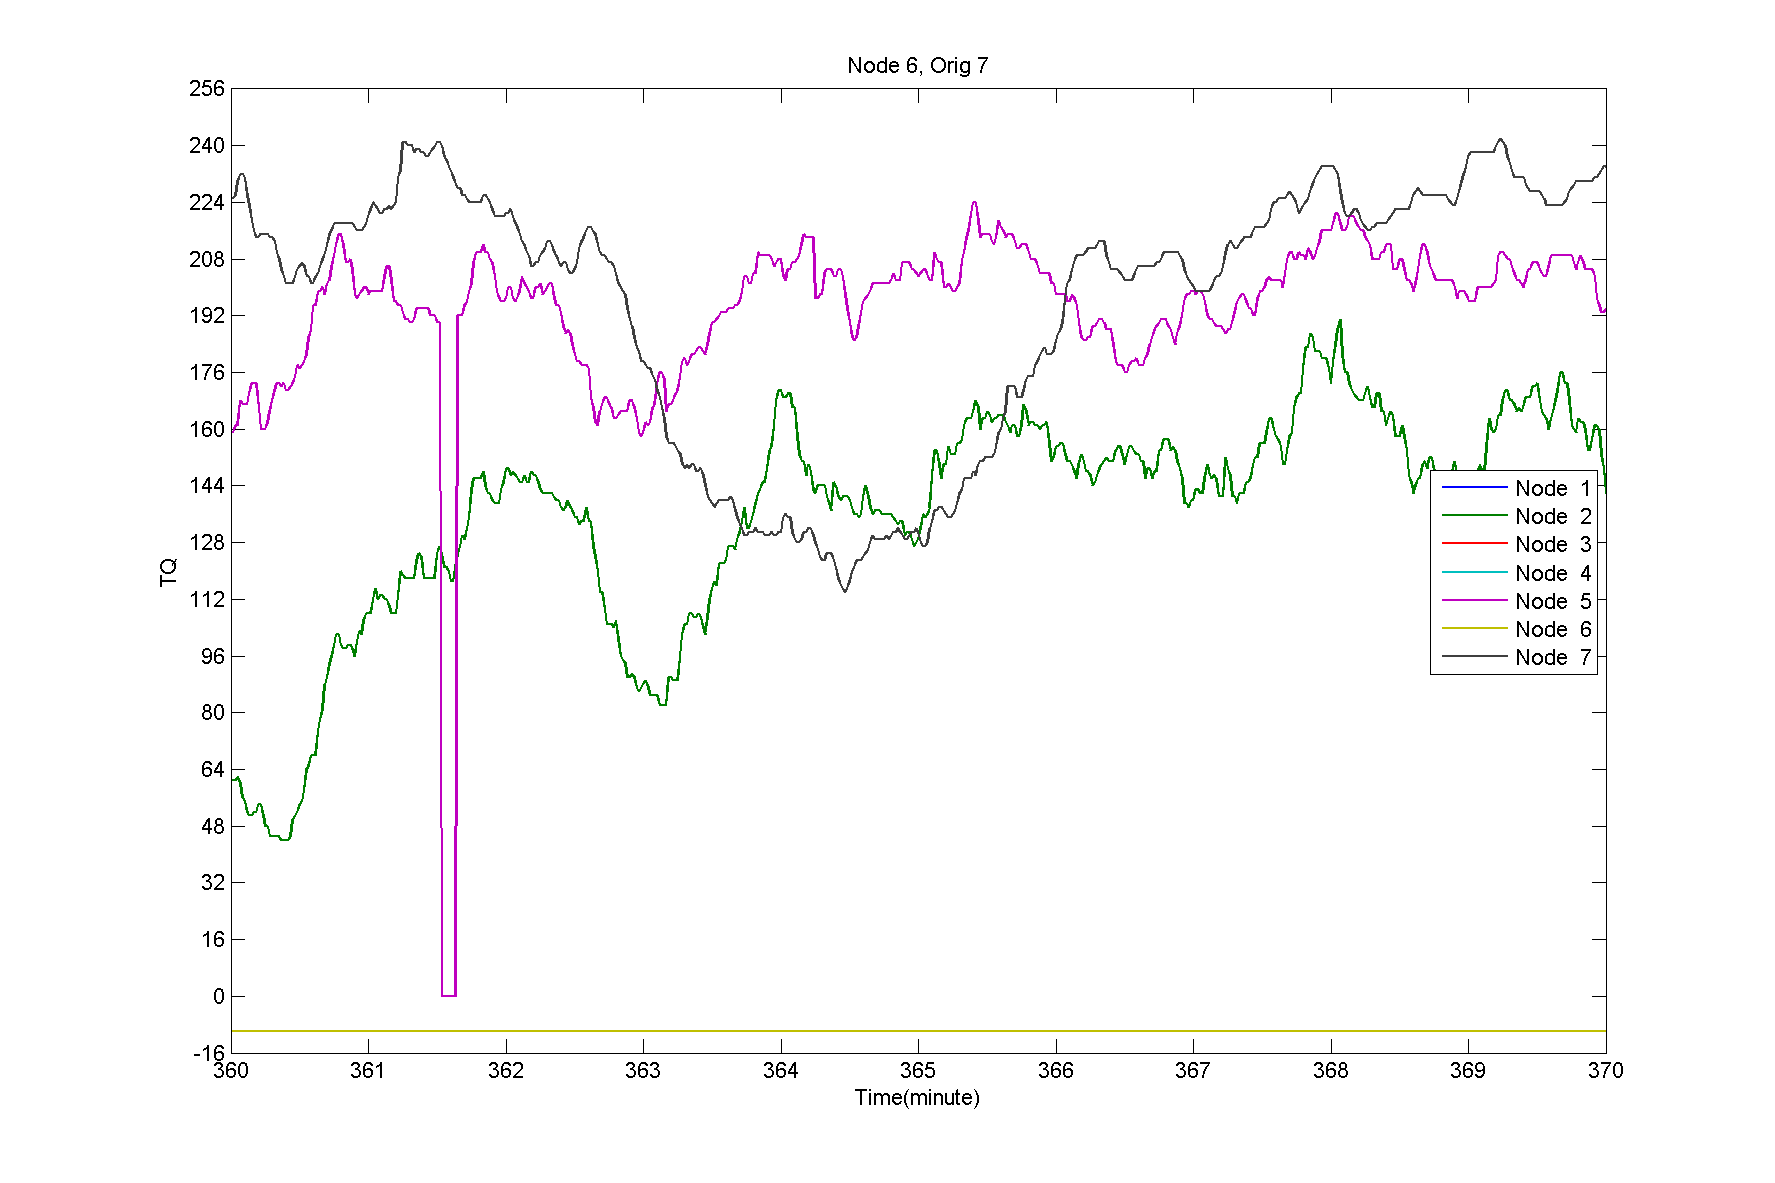 Node 6, Orig 7
256
240
224
208
192
176
160
144
128
112
96
80
64
48
32
16
0
-16
TQ
Node 1
Node 2
Node 3
Node 4
Node 5
Node 6
Node 7
360 361 362 363 364 365 366 367 368 369 370
Time(minute)